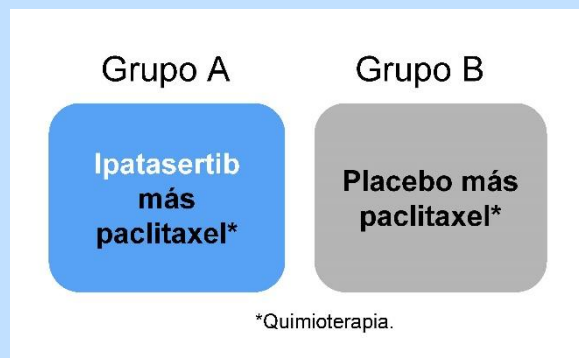 Grupo A
Grupo B
Ipatasertib
más
paclitaxel*
Placebo más
paclitaxel*
*Quimioterapia.